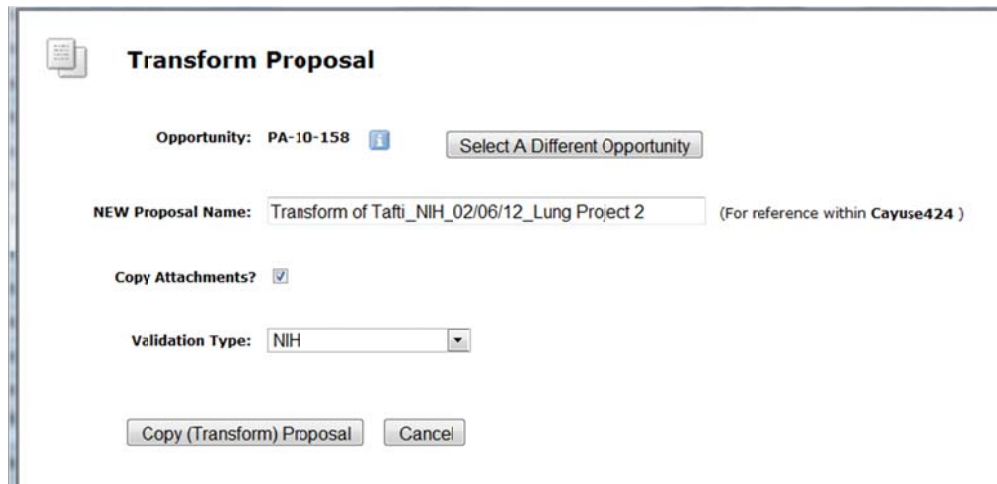 Transform Proposal
Opportunity: PA-10-158 Select A Different Opportunity
NEW Proposal Name: Transform of Tafti_NIH_02/06/12_Lung Project 2 (For reference within Cayuse424 )
Copy Attachments?
Validation Type: NIH
Copy (Transform) Proposal Cancel